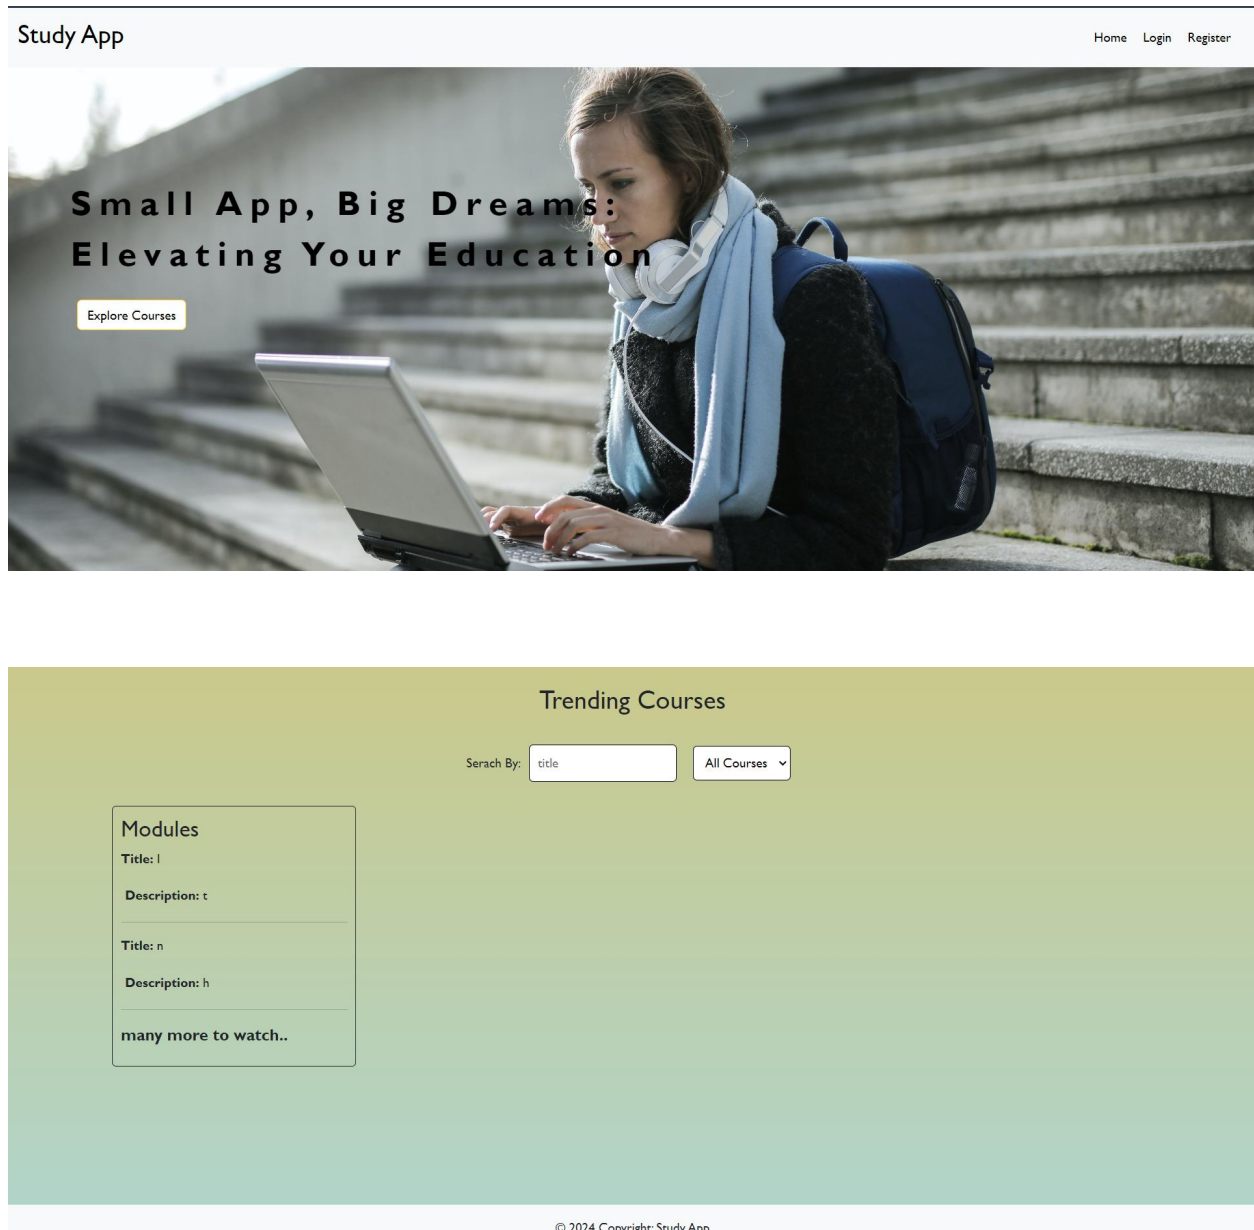 Study App
Home Login Register
Small App, Big Dreams:
Elevating Your Education
Explore Courses
Trending Courses
Serach By: title All Courses
Modules
Title: l
Description: t
Title: n
Description: h
many more to watch..
© 2024 Copyright: Study App